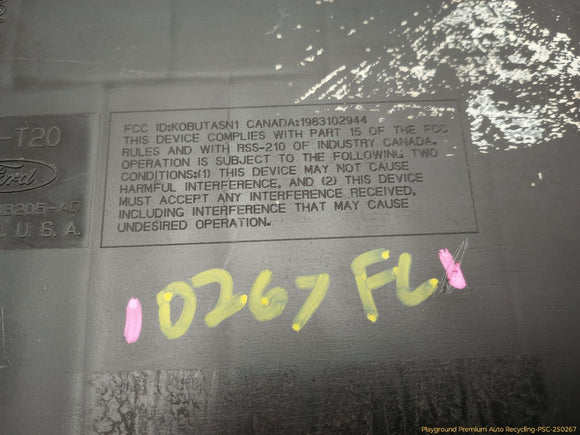 -T20
Ford
U. S. A.
FCC ID:KOBUTASN1 CANADA:1983102944
THIS DEVICE COMPLIES WITH PART 15 OF THE FCC
RULES AND WITH RSS-210 OF INDUSTRY CANADA.
OPERATION IS SUBJECT TO THE FOLLOWING TWO
CONDITIONS:(1) THIS DEVICE MAY NOT CAUSE
HARMFUL INTERFERENCE, AND (2) THIS DEVICE
MUST ACCEPT ANY INTERFERENCE RECEIVED,
INCLUDING INTERFERENCE THAT MAY CAUSE
UNDESIRED OPERATION.
0267 FL
Playground Premium Auto Recycling-PSC-250267